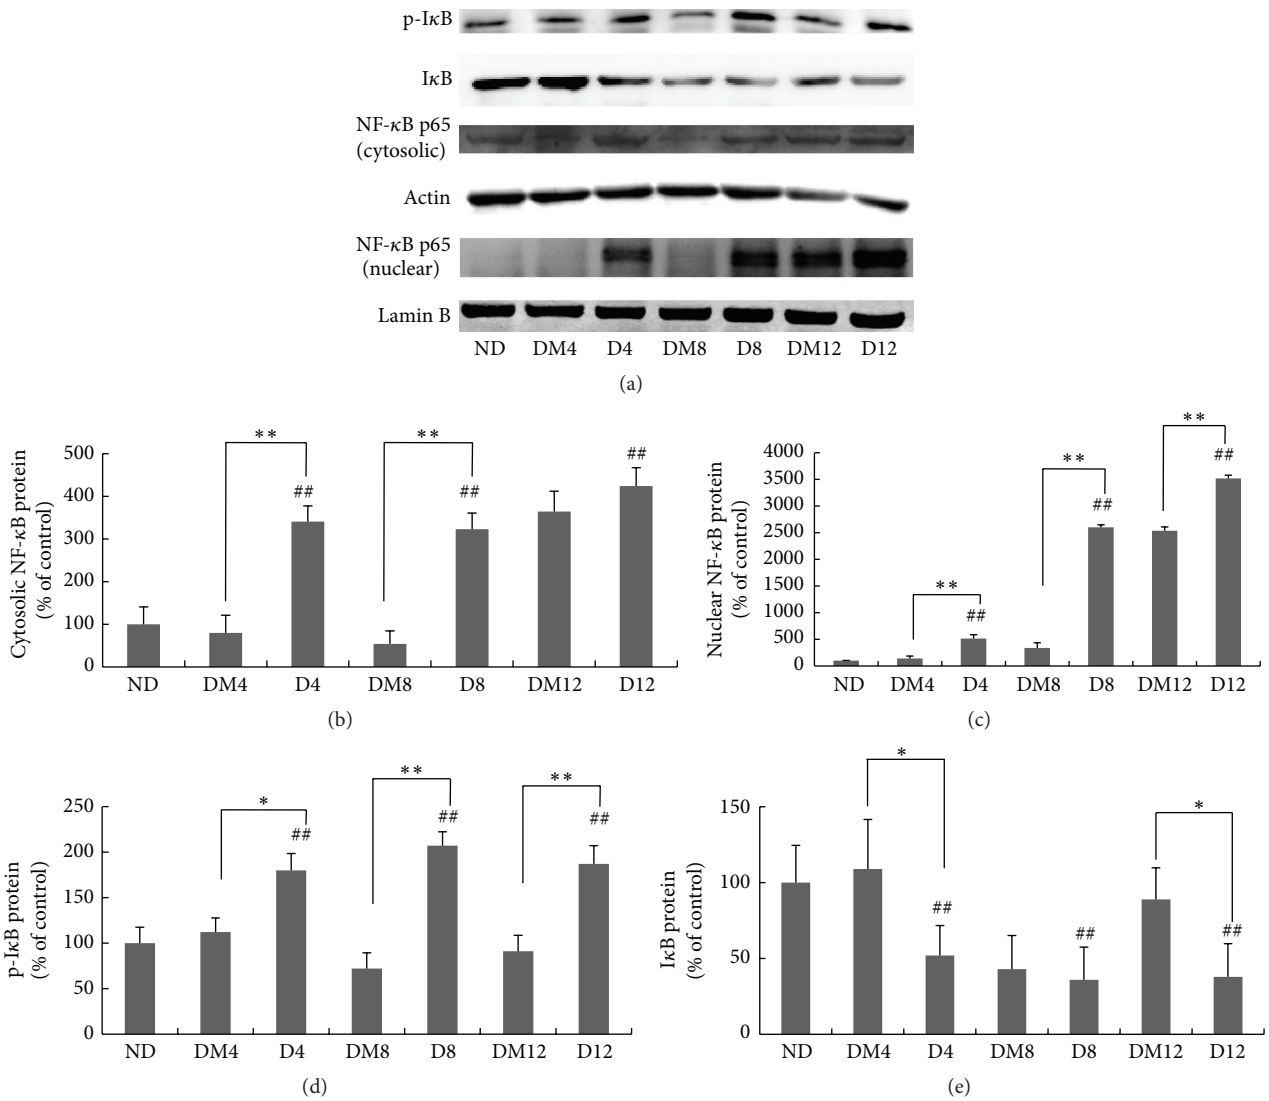 p-IκB
IκB
NF-κB p65
(cytosolic)
Actin
NF-κB p65
(nuclear)
Lamin B
ND DM4 D4 DM8 D8 DM12 D12
(a)
Cytosolic NF-κB protein
(% of control)
500
400
300
200
100
0
**
**
##
##
##
ND DM4 D4 DM8 D8 DM12 D12
(b)
Nuclear NF-κB protein
(% of control)
4000
3500
3000
2500
2000
1500
1000
500
0
**
**
**
##
##
##
ND DM4 D4 DM8 D8 DM12 D12
(c)
p-IκB protein
(% of control)
250
200
150
100
50
0
*
**
**
##
##
##
ND DM4 D4 DM8 D8 DM12 D12
(d)
IκB protein
(% of control)
150
100
50
0
*
*
##
##
##
ND DM4 D4 DM8 D8 DM12 D12
(e)